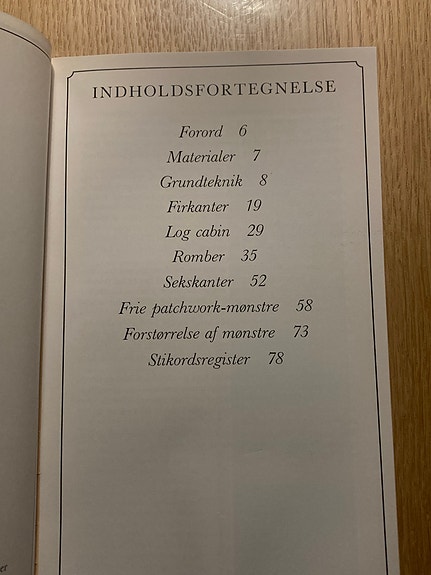 INDHOLDSFORTEGNELSE
Forord 6
Materialer 7
Grundteknik 8
Firkanter 19
Log cabin 29
Romber 35
Sekskanter 52
Frie patchwork-mønstre 58
Forstørrelse af mønstre 73
Stikordsregister 78